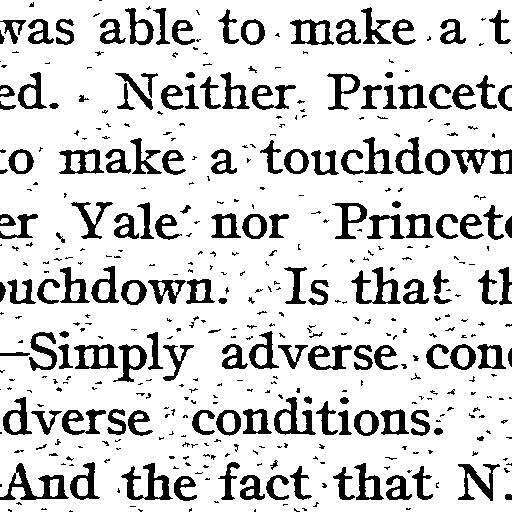 was able to make a t
ed. Neither Princeto
to make a touchdown
er Yale nor Princeto
ouchdown. Is that th
—Simply adverse con
dverse conditions.
And the fact that N.